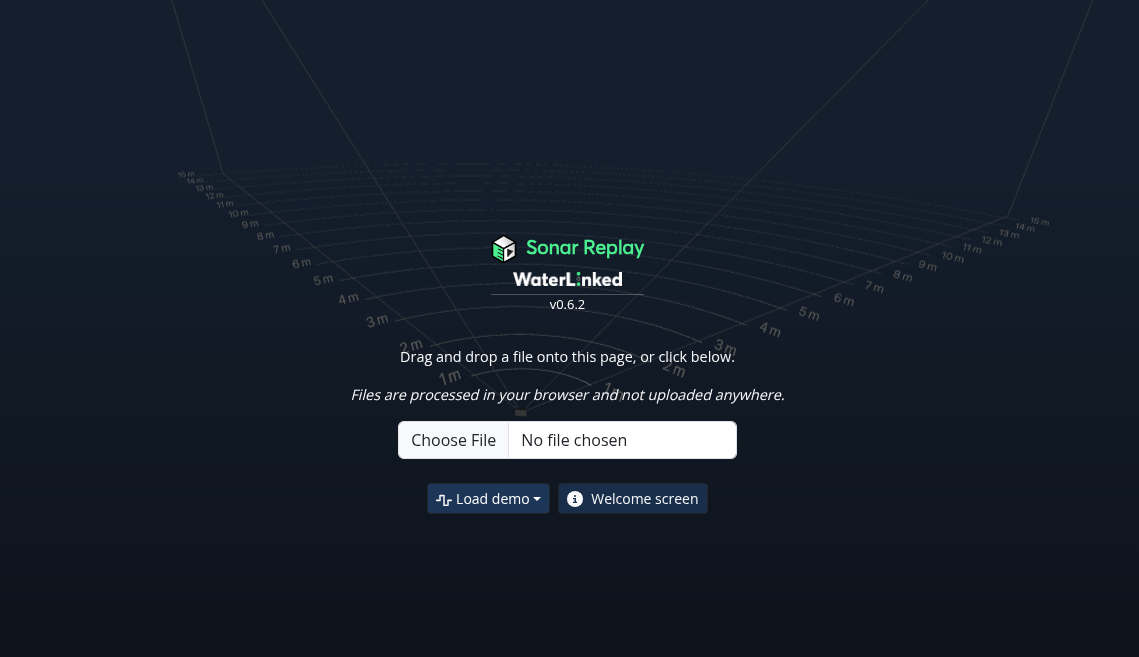 15 m
14 m
13 m
12 m
11 m
10 m
9 m
8 m
7 m
6 m
5 m
4 m
3 m
2 m
1 m
15 m
14 m
13 m
12 m
11 m
10 m
9 m
8 m
7 m
6 m
5 m
4 m
3 m
2 m
1 m
Sonar Replay
WaterLinked
v0.6.2
Drag and drop a file onto this page, or click below.
Files are processed in your browser and not uploaded anywhere.
Choose File No file chosen
Load demo Welcome screen